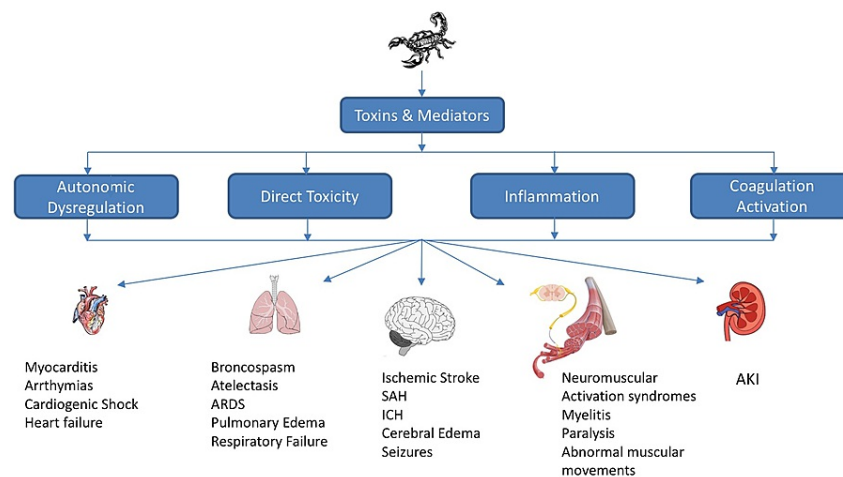 Toxins & Mediators
Autonomic
Dysregulation
Direct Toxicity
Inflammation
Coagulation
Activation
Myocarditis
Arrthymias
Cardiogenic Shock
Heart failure
Broncospasm
Atelectasis
ARDS
Pulmonary Edema
Respiratory Failure
Ischemic Stroke
SAH
ICH
Cerebral Edema
Seizures
Neuromuscular
Activation syndromes
Myelitis
Paralysis
Abnormal muscular
movements
AKI